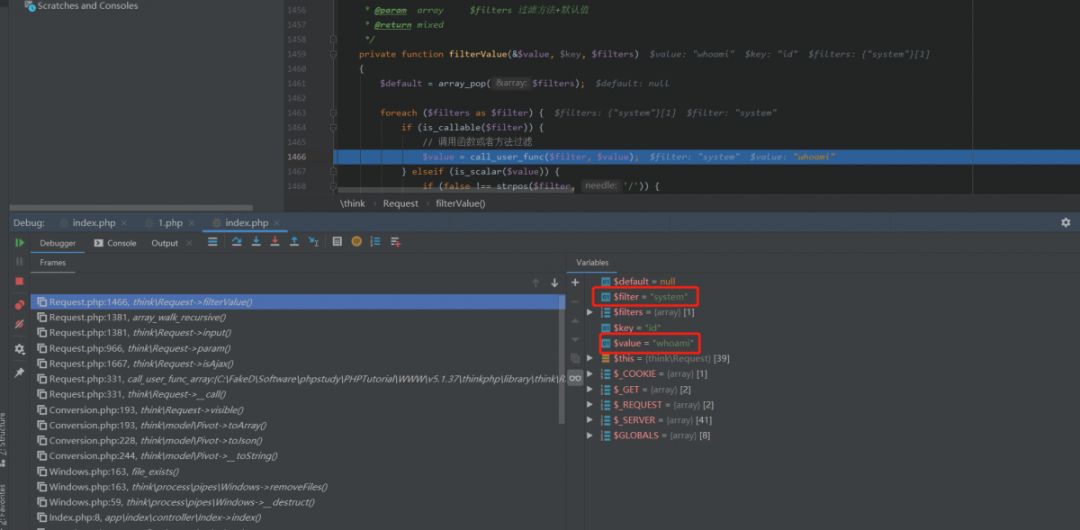 Scratches and Consoles
1456 * @param array $filters 过滤方法+默认值
1458 * @return mixed
1458 */
1459 private function filterValue(&$value, $key, $filters) $value: "whoami" $key: "id" $filters: {"system"}[1]
1460 {
1461 $default = array_pop( &array: $filters); $default: null
1462
1463 foreach ($filters as $filter) { $filters: {"system"}[1] $filter: "system"
1464 if (is_callable($filter)) {
1465 // 调用函数或者方法过滤
1466 $value = call_user_func($filter, $value); $filter: "system" $value: "whoami"
1467 } elseif (is_scalar($value)) {
1468 if (false !== strpos($filter, needle: '/')) {
\think › Request › filterValue()
Debug: index.php × 1.php × index.php ×
Debugger Console Output
Frames
Variables
Request.php:1466, think\Request->filterValue()
Request.php:1381, array_walk_recursive()
Request.php:1381, think\Request->input()
Request.php:966, think\Request->param()
Request.php:1667, think\Request->isAjax()
Request.php:331, call_user_func_array:{C:\FakeD\Software\phpstudy\PHPTutorial\WWW\v5.1.37\thinkphp\library\think\R
Request.php:331, think\Request->__call()
Conversion.php:193, think\Request->visible()
Conversion.php:193, think\model\Pivot->toArray()
Conversion.php:228, think\model\Pivot->toJson()
Conversion.php:244, think\model\Pivot->__toString()
Windows.php:163, file_exists()
Windows.php:163, think\process\pipes\Windows->removeFiles()
Windows.php:59, think\process\pipes\Windows->__destruct()
Index.php:8, app\index\controller\Index->index()
$default = null
$filter = "system"
$filters = {array} [1]
$key = "id"
$value = "whoami"
$this = {think\Request} [39]
$_COOKIE = {array} [1]
$_GET = {array} [2]
$_REQUEST = {array} [2]
$_SERVER = {array} [41]
$GLOBALS = {array} [8]
Z: Structure